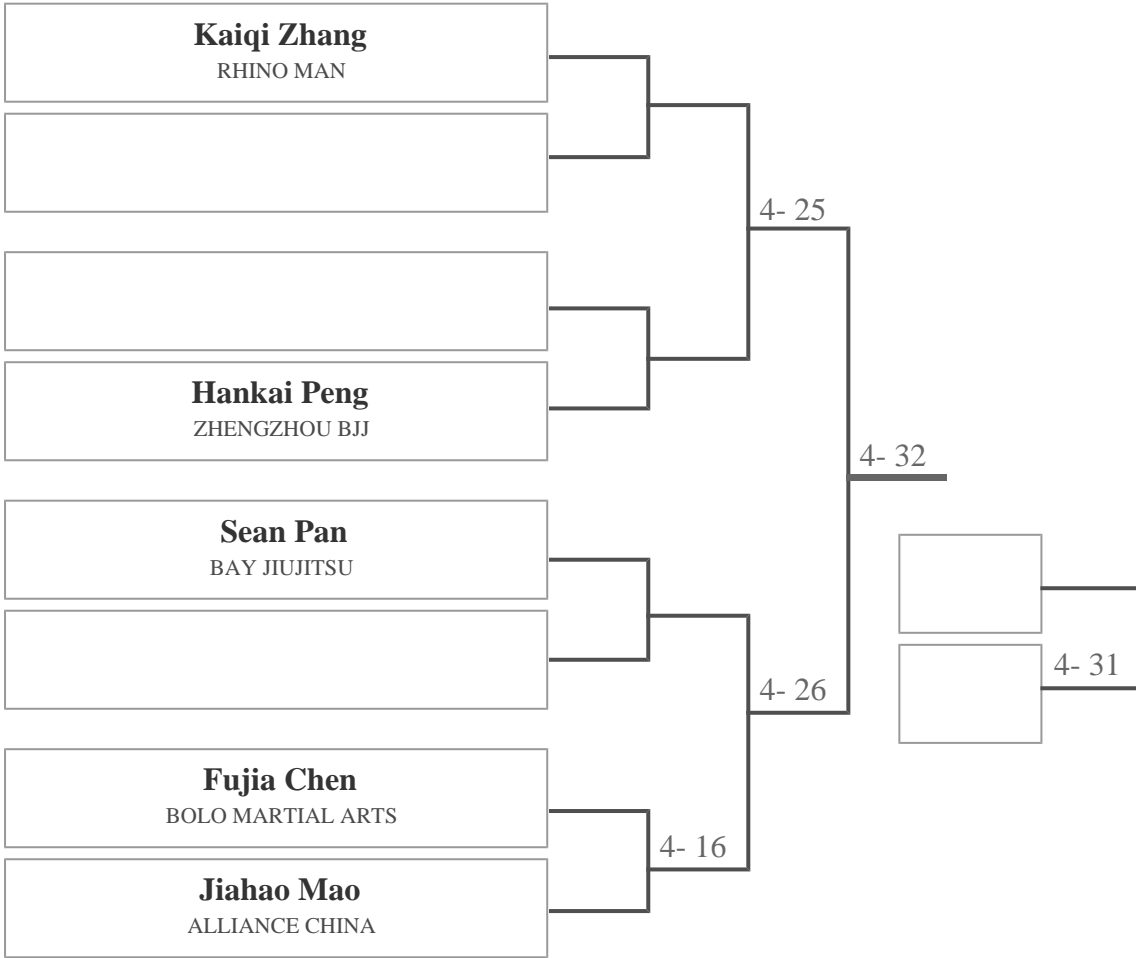 Kaiqi Zhang
RHINO MAN
4- 25
Hankai Peng
ZHENGZHOU BJJ
4- 32
Sean Pan
BAY JIUJITSU
4- 31
4- 26
Fujia Chen
BOLO MARTIAL ARTS
4- 16
Jiahao Mao
ALLIANCE CHINA